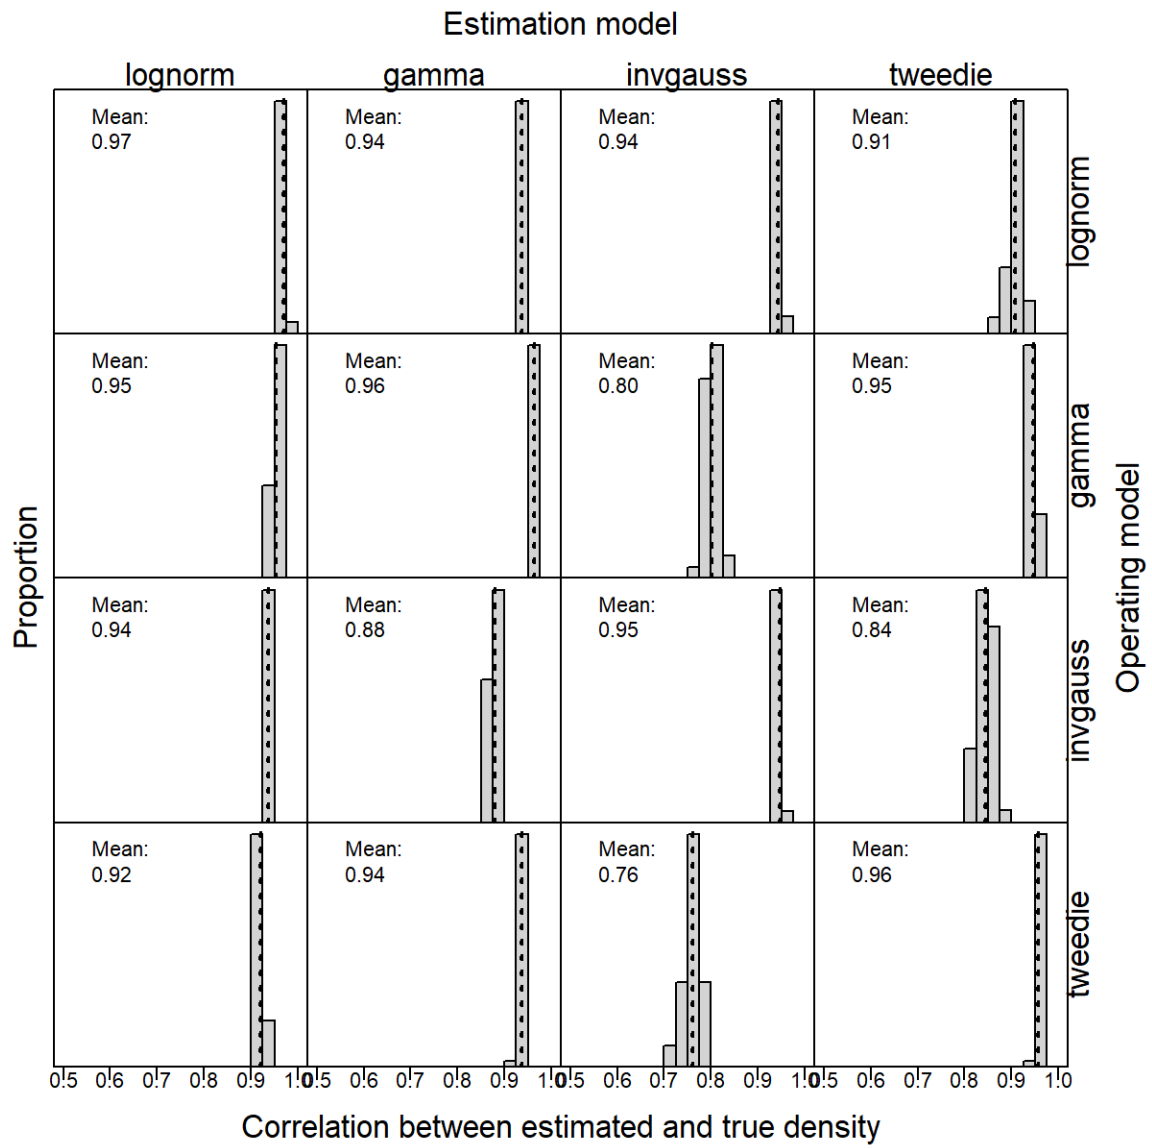 Estimation model
lognorm gamma invgauss tweedie
Mean: Mean: Mean: Mean:
0.97 0.94 0.94 0.91
lognorm
Mean: Mean: Mean: Mean:
0.95 0.96 0.80 0.95
gamma
Mean: Mean: Mean: Mean:
0.94 0.88 0.95 0.84
invgauss
Mean: Mean: Mean: Mean:
0.92 0.94 0.76 0.96
tweedie
Proportion
Operating model
0.5 0.6 0.7 0.8 0.9 1.0 0.5 0.6 0.7 0.8 0.9 1.0 0.5 0.6 0.7 0.8 0.9 1.0 0.5 0.6 0.7 0.8 0.9 1.0
Correlation between estimated and true density